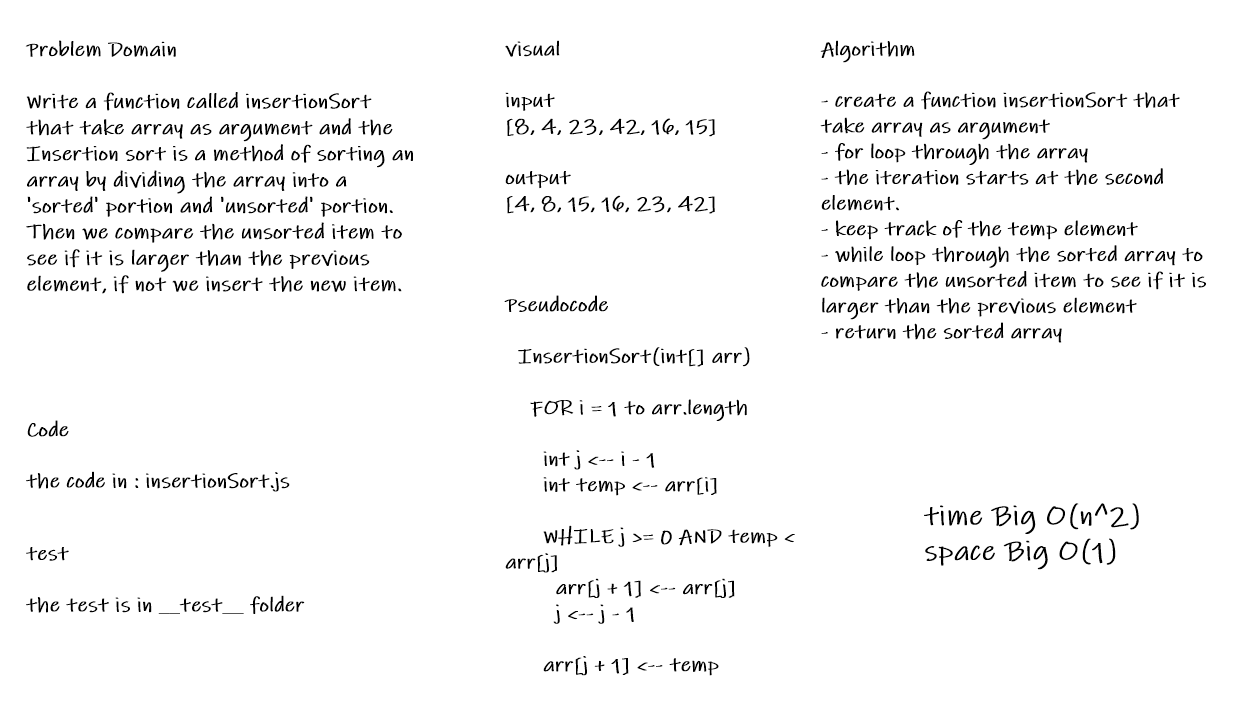 Problem Domain
Write a function called insertionSort
that take array as argument and the
Insertion sort is a method of sorting an
array by dividing the array into a
'sorted' portion and 'unsorted' portion.
Then we compare the unsorted item to
see if it is larger than the previous
element, if not we insert the new item.
Code
the code in : insertionSort.js
test
the test is in __test__ folder
Visual
input
[8, 4, 23, 42, 16, 15]
output
[4, 8, 15, 16, 23, 42]
Pseudocode
InsertionSort(int[] arr)
FOR i = 1 to arr.length
int j <-- i - 1
int temp <-- arr[i]
WHILE j >= 0 AND temp <
arr[j]
arr[j + 1] <-- arr[j]
j <-- j - 1
arr[j + 1] <-- temp
Algorithm
- create a function insertionSort that
take array as argument
- for loop through the array
- the iteration starts at the second
element.
- keep track of the temp element
- while loop through the sorted array to
compare the unsorted item to see if it is
larger than the previous element
- return the sorted array
time Big O(n^2)
space Big O(1)